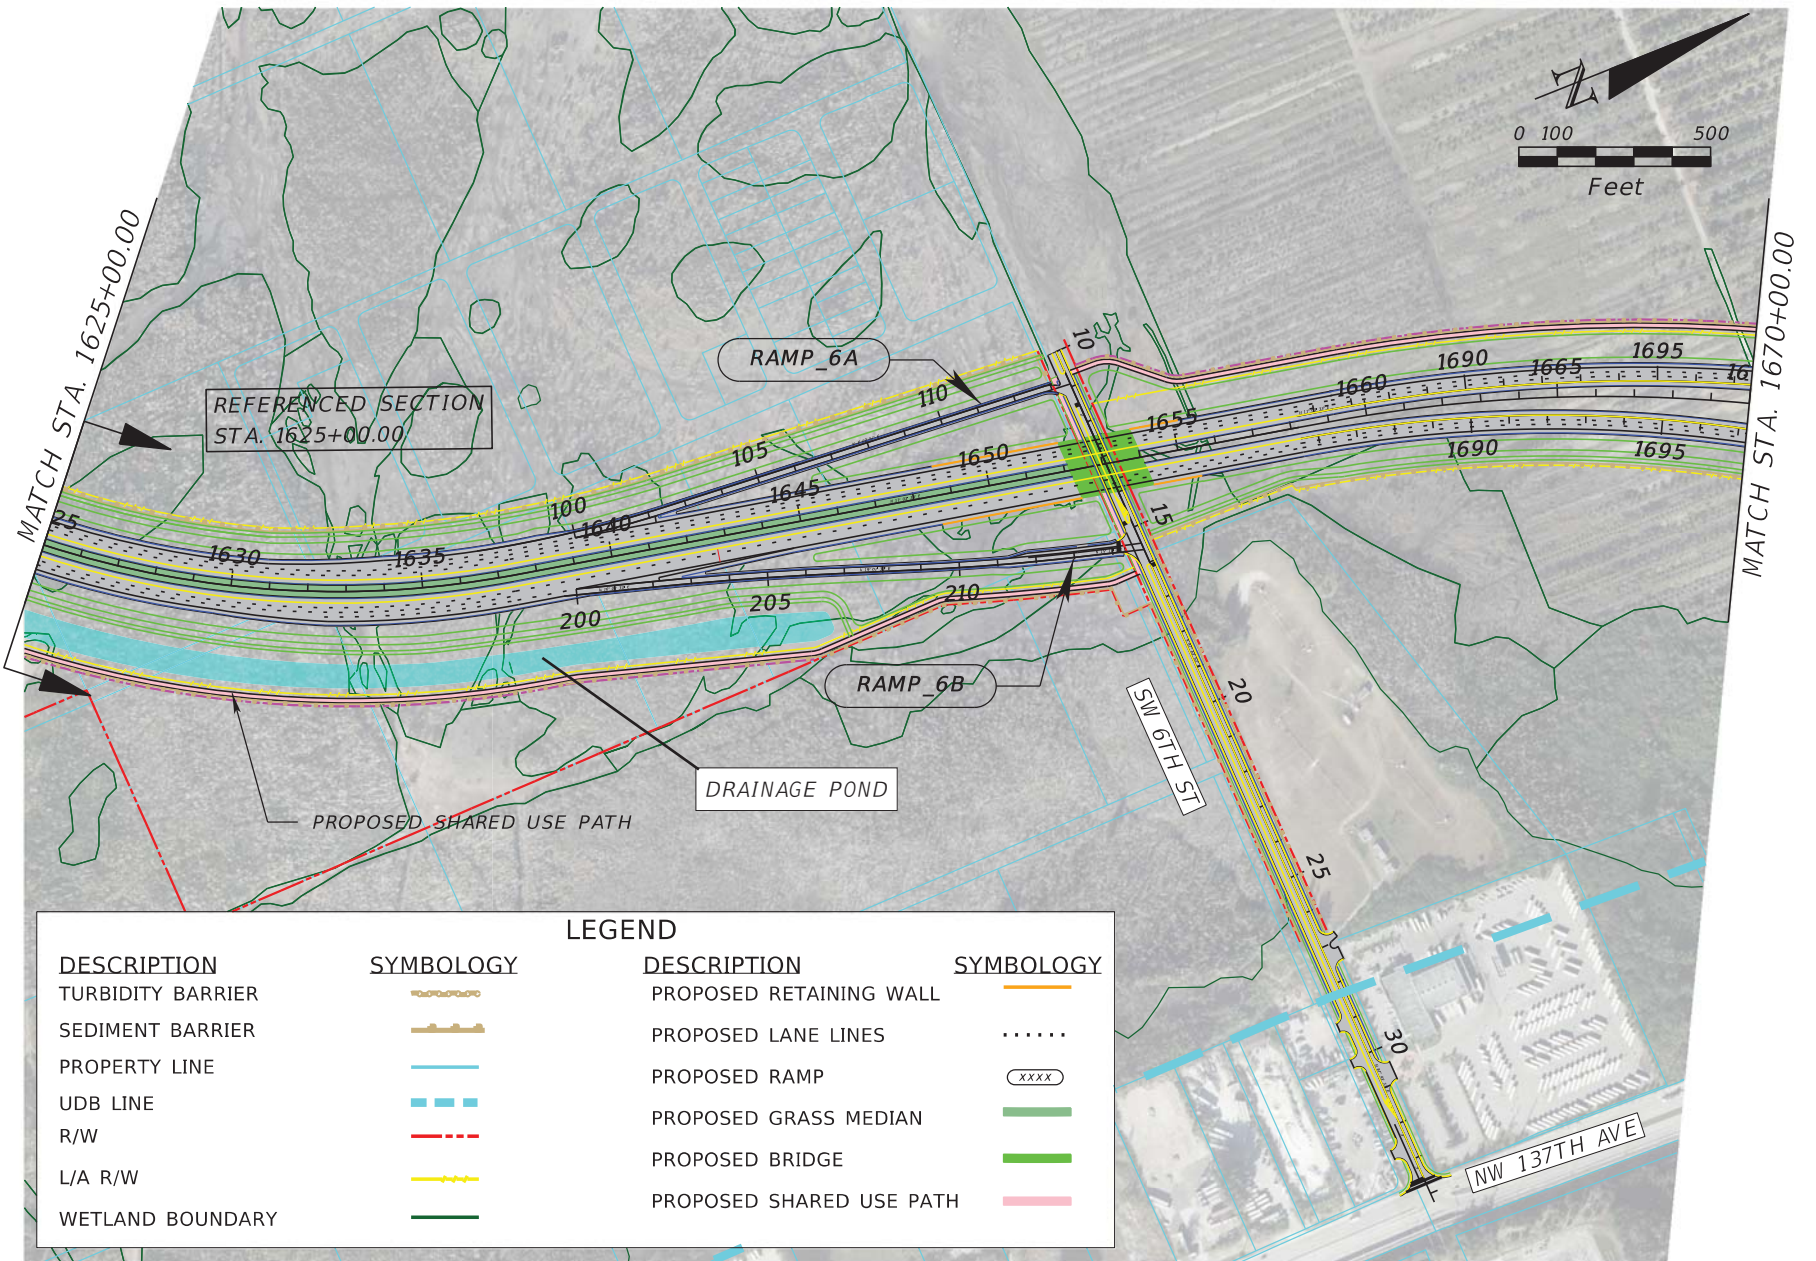 N
0 100 500
Feet
MATCH STA. 1625+00.00
MATCH STA. 1670+00.00
REFERENCED SECTION
STA. 1625+00.00
RAMP_6A
RAMP_6B
10
15
20
25
30
25
1630
1635
1640
1645
1650
1655
1660
1665
16
1690
1695
1690
1695
100
105
110
200
205
210
SW 6TH ST
NW 137TH AVE
DRAINAGE POND
PROPOSED SHARED USE PATH
LEGEND
DESCRIPTION SYMBOLOGY
TURBIDITY BARRIER
SEDIMENT BARRIER
PROPERTY LINE
UDB LINE
R/W
L/A R/W
WETLAND BOUNDARY
DESCRIPTION SYMBOLOGY
PROPOSED RETAINING WALL
PROPOSED LANE LINES
PROPOSED RAMP xxxx
PROPOSED GRASS MEDIAN
PROPOSED BRIDGE
PROPOSED SHARED USE PATH